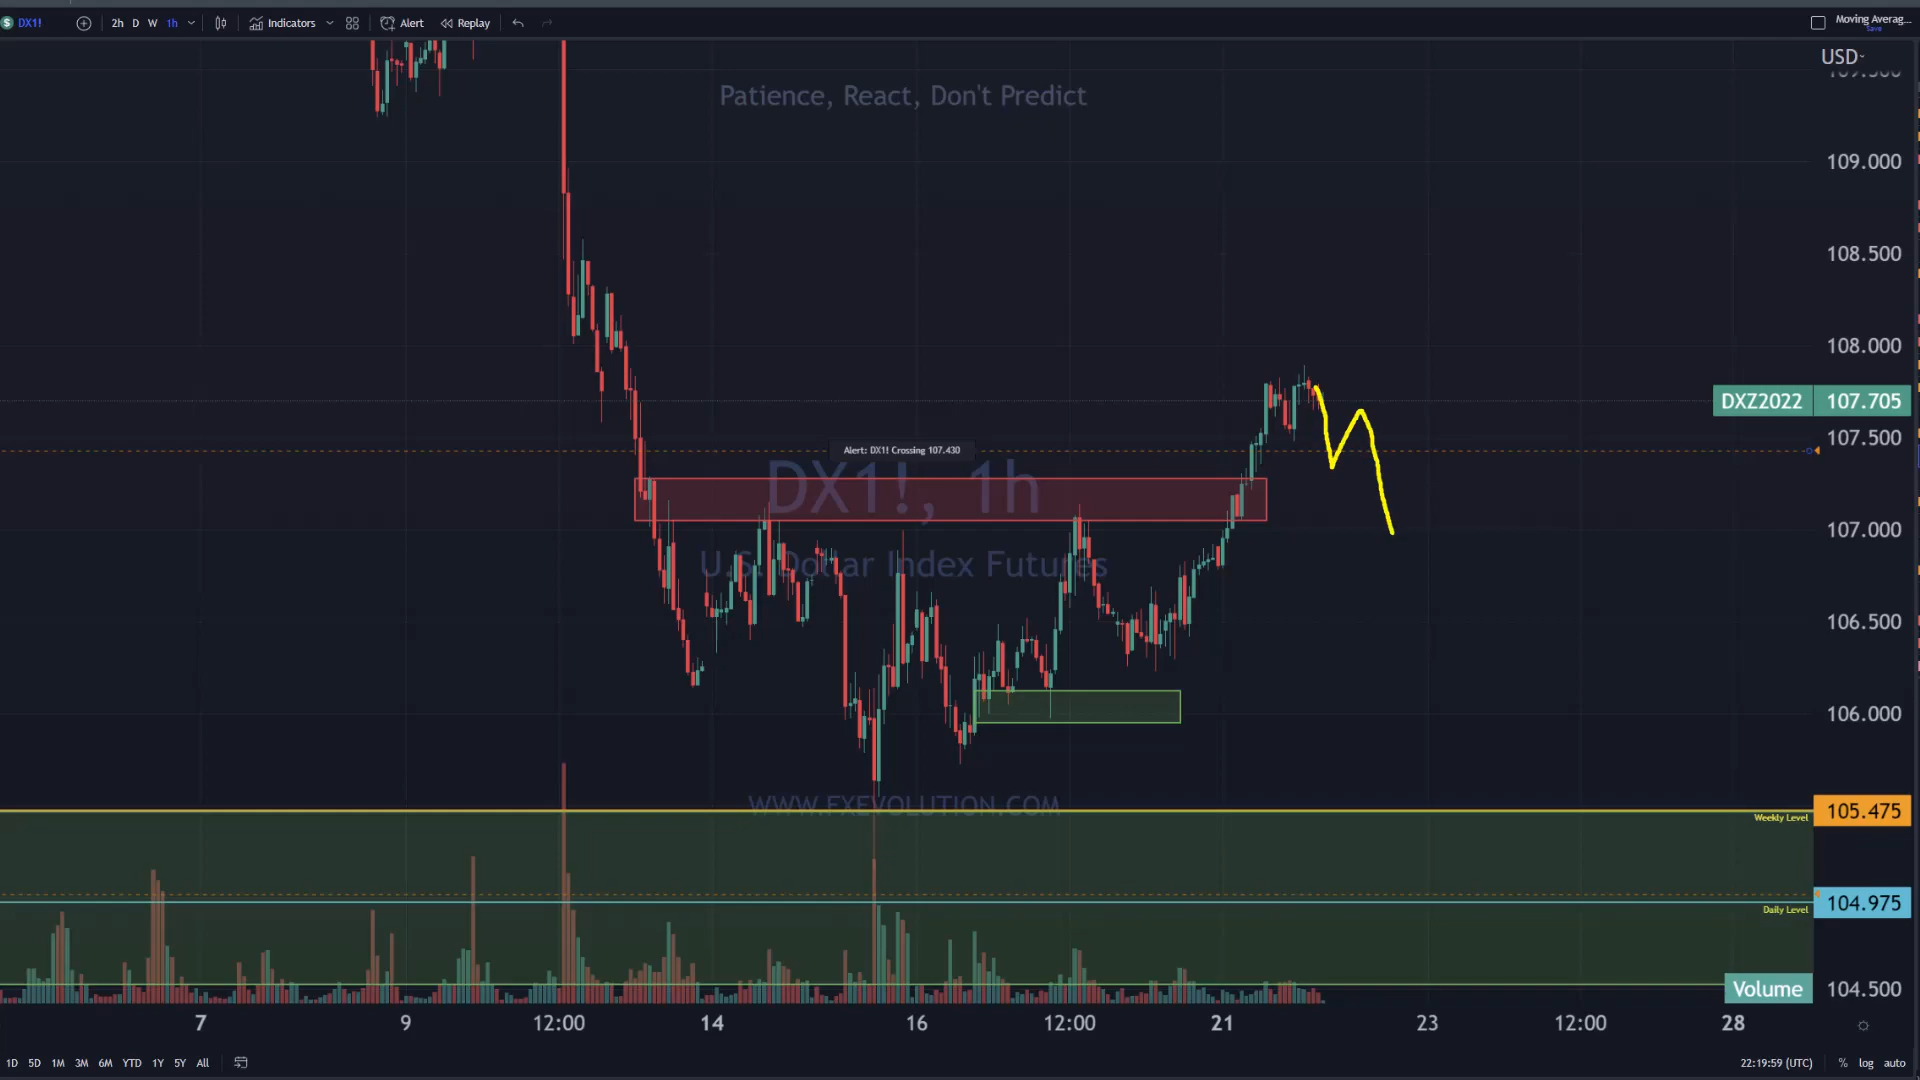 DX1! 2h D W 1h Indicators Alert Replay Moving Averag...
Save
USD
109.500
Patience, React, Don't Predict
109.000
108.500
108.000
DXZ2022 107.705
107.500
Alert: DX1! Crossing 107.430
DX1!, 1h
107.000
U.S. Dollar Index Futures
106.500
106.000
WWW.FXEVOLUTION.COM
105.475
Weekly Level
104.975
Daily Level
Volume 104.500
7 9 12:00 14 16 12:00 21 23 12:00 28
1D 5D 1M 3M 6M YTD 1Y 5Y All 22:19:59 (UTC) % log auto